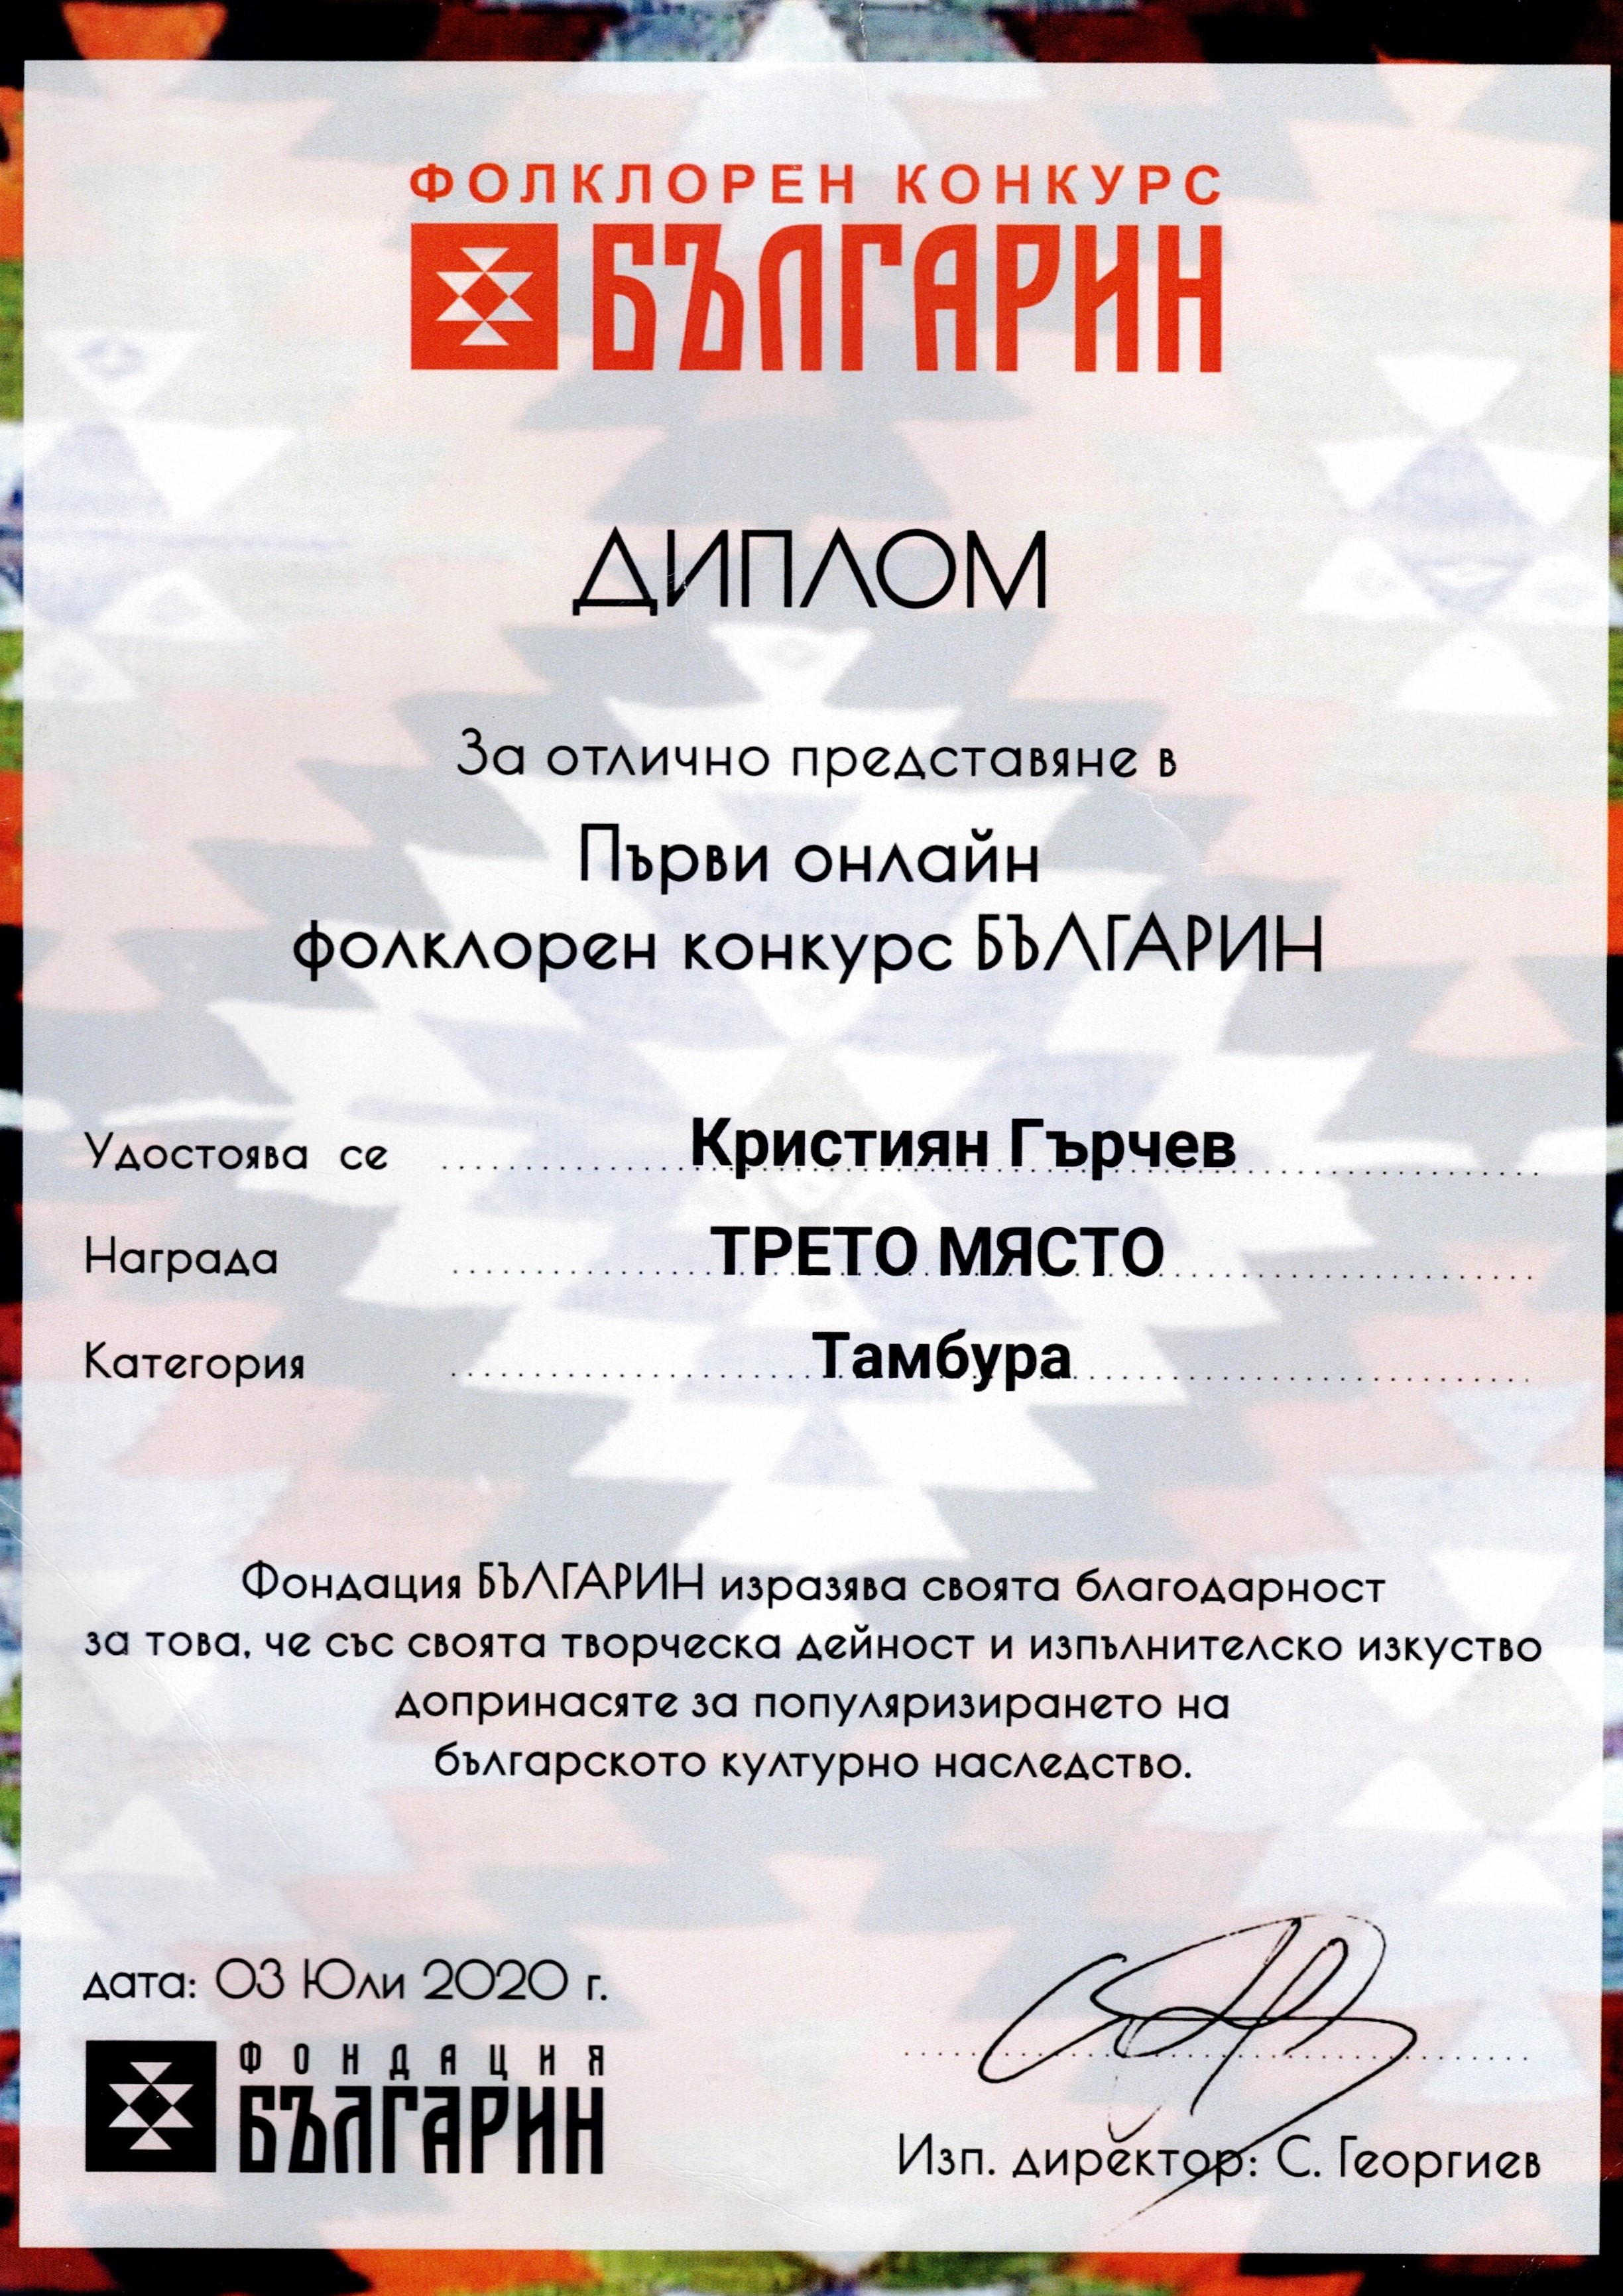 ФОЛКЛОРЕН КОНКУРС
БЪЛГАРИН
ДИПЛОМ
За отлично представяне в
Първи онлайн
фолклорен конкурс БЪЛГАРИН
Удостоява се Кристиян Гърчев
Награда ТРЕТО МЯСТО
Категория Тамбура
Фондация БЪЛГАРИН изразява своята благодарност
за това, че със своята творческа дейност и изпълнителско изкуство
допринасяте за популяризирането на
българското културно наследство.
дата: 03 Юли 2020 г.
ФОНДАЦИЯ
БЪЛГАРИН
Изп. директор: С. Георгиев